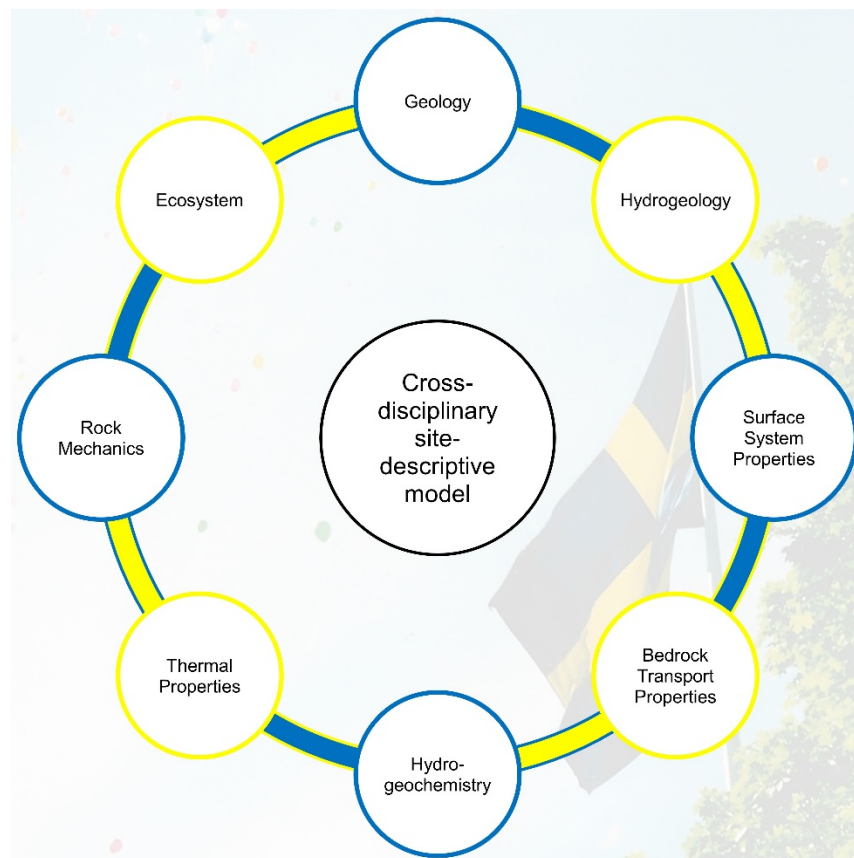 Geology
Hydrogeology
Surface
System
Properties
Bedrock
Transport
Properties
Hydro-
geochemistry
Thermal
Properties
Rock
Mechanics
Ecosystem
Cross-
disciplinary
site-
descriptive
model